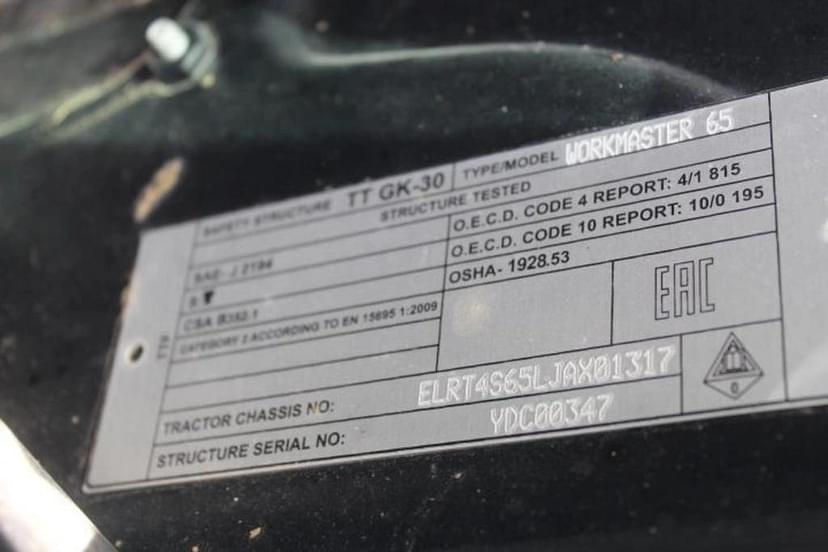 SAFETY STRUCTURE TT GK-30 TYPE/MODEL WORKMASTER 65
STRUCTURE TESTED
SAE- J 2194 O.E.C.D. CODE 4 REPORT: 4/1 815
O.E.C.D. CODE 10 REPORT: 10/0 195
CSA B352.1 OSHA- 1928.53
CATEGORY 2 ACCORDING TO EN 15695 1:2009
EAC
TRACTOR CHASSIS NO: ELRT4S65LJAX01317
STRUCTURE SERIAL NO: YDC00347
0